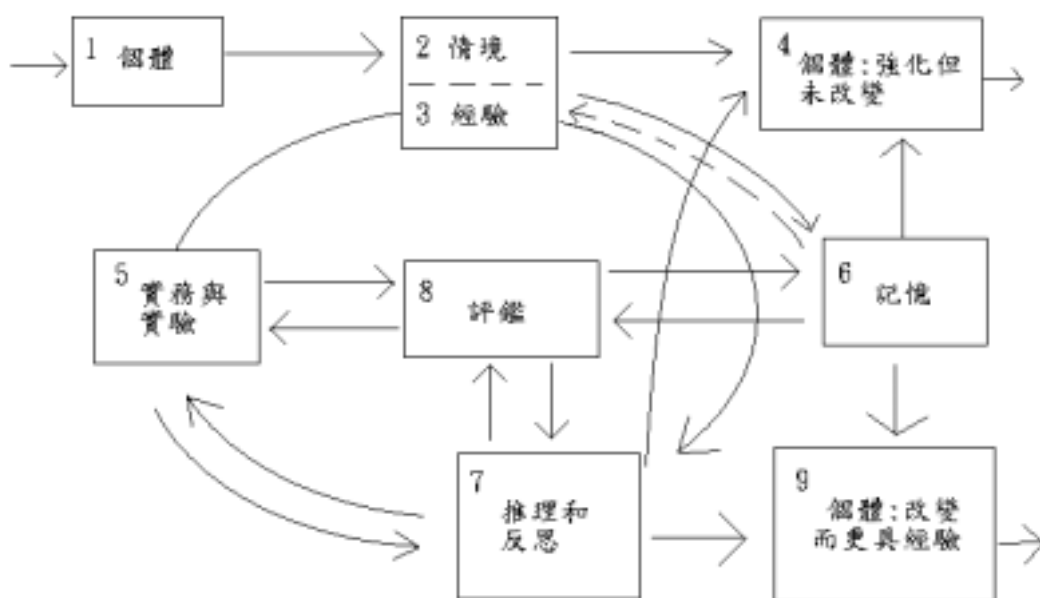 1 個體
2 情境
3 經驗
4
個體:強化但
未改變
5
實務與
實驗
8
評鑑
6
記憶
7
推理和
反思
9
個體:改變
而更具經驗